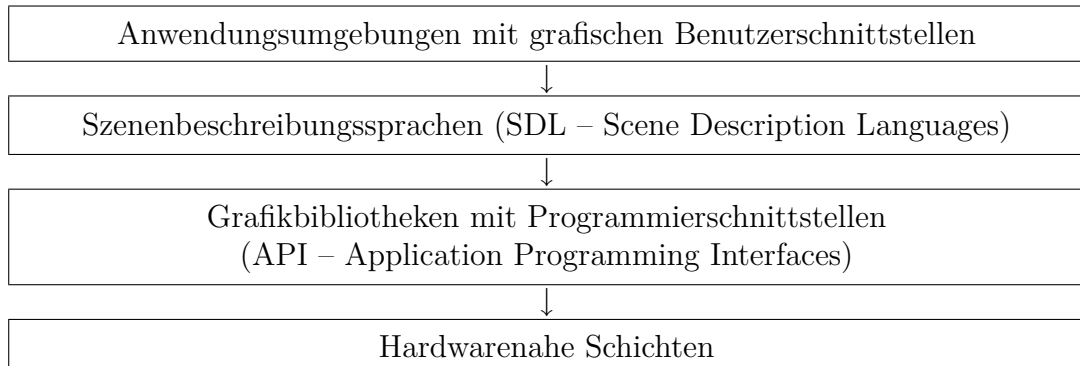 Anwendungsumgebungen mit grafischen Benutzerschnittstellen
↓
Szenenbeschreibungssprachen (SDL – Scene Description Languages)
↓
Grafikbibliotheken mit Programmierschnittstellen
(API – Application Programming Interfaces)
↓
Hardwarenahe Schichten